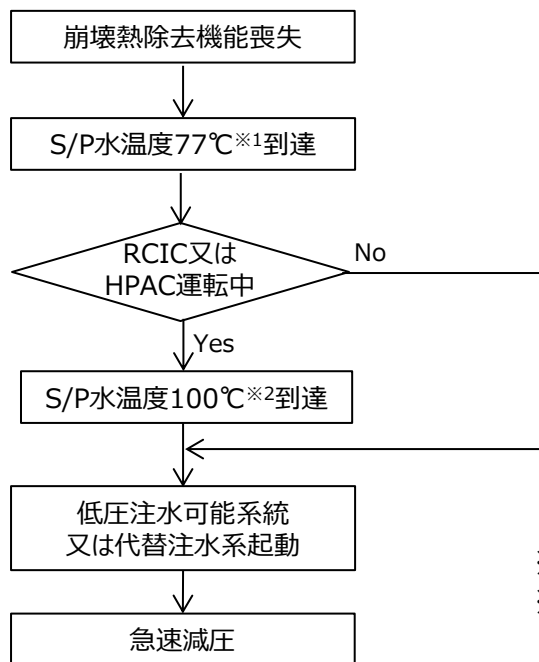 崩壊熱除去機能喪失
S/P水温度77℃※1到達
RCIC又は
HPAC運転中
No
Yes
S/P水温度100℃※2到達
低圧注水可能系統
又は代替注水系起動
急速減圧